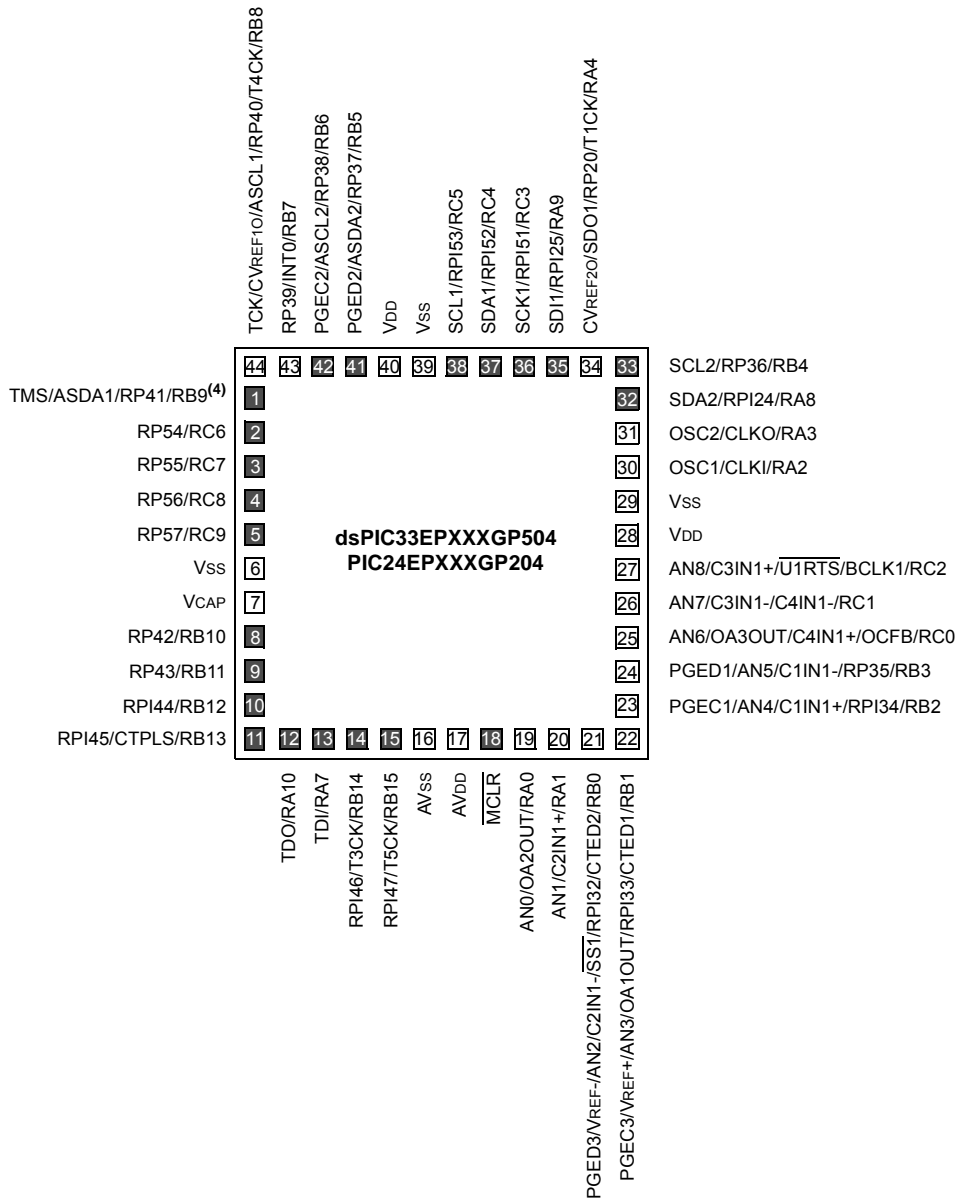 TCK/CVREF1O/ASCL1/RP40/T4CK/RB8
RP39/INT0/RB7
PGEC2/ASCL2/RP38/RB6
PGED2/ASDA2/RP37/RB5
VDD
VSS
SCL1/RPI53/RC5
SDA1/RPI52/RC4
SCK1/RPI51/RC3
SDI1/RPI25/RA9
CVREF2O/SDO1/RP20/T1CK/RA4
44 43 42 41 40 39 38 37 36 35 34 33
SCL2/RP36/RB4
TMS/ASDA1/RP41/RB9(4) 1
32 SDA2/RPI24/RA8
RP54/RC6 2
31 OSC2/CLKO/RA3
RP55/RC7 3
30 OSC1/CLKI/RA2
RP56/RC8 4
29 VSS
RP57/RC9 5
28 VDD
dsPIC33EPXXXGP504
PIC24EPXXXGP204
VSS 6
27 AN8/C3IN1+/U1RTS/BCLK1/RC2
VCAP 7
26 AN7/C3IN1-/C4IN1-/RC1
RP42/RB10 8
25 AN6/OA3OUT/C4IN1+/OCFB/RC0
RP43/RB11 9
24 PGED1/AN5/C1IN1-/RP35/RB3
RPI44/RB12 10
23 PGEC1/AN4/C1IN1+/RPI34/RB2
RPI45/CTPLS/RB13 11 12 13 14 15 16 17 18 19 20 21 22
TDO/RA10
TDI/RA7
RPI46/T3CK/RB14
RPI47/T5CK/RB15
AVSS
AVDD
MCLR
AN0/OA2OUT/RA0
AN1/C2IN1+/RA1
PGED3/VREF-/AN2/C2IN1-/SS1/RPI32/CTED2/RB0
PGEC3/VREF+/AN3/OA1OUT/RPI33/CTED1/RB1